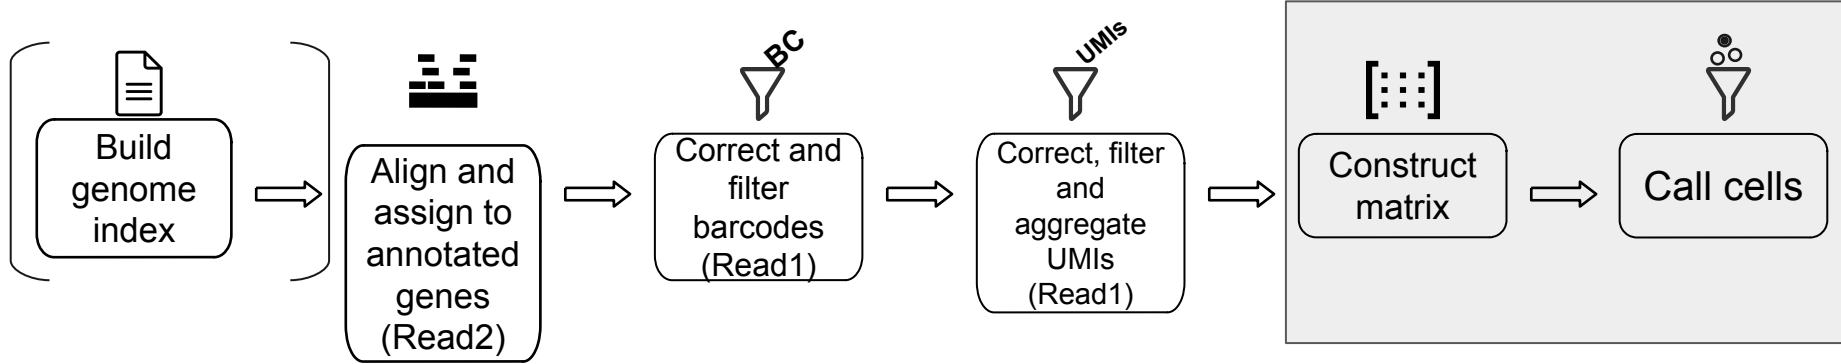 Build
genome
index
Align and
assign to
annotated
genes
(Read2)
BC
Correct and
filter
barcodes
(Read1)
UMIs
Correct, filter
and
aggregate
UMIs
(Read1)
Construct
matrix
Call cells